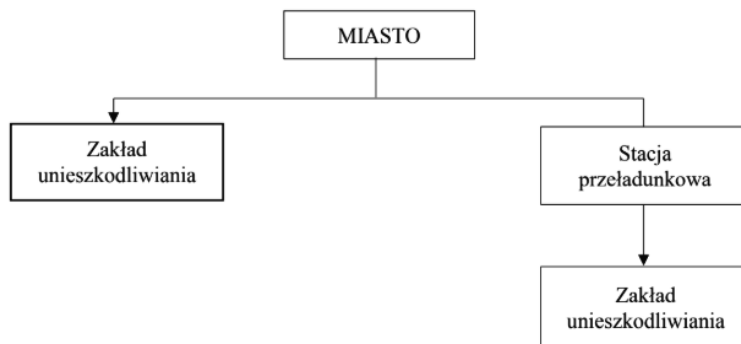 MIASTO
Zakład
unieszkodliwiania
Stacja
przeładunkowa
Zakład
unieszkodliwiania